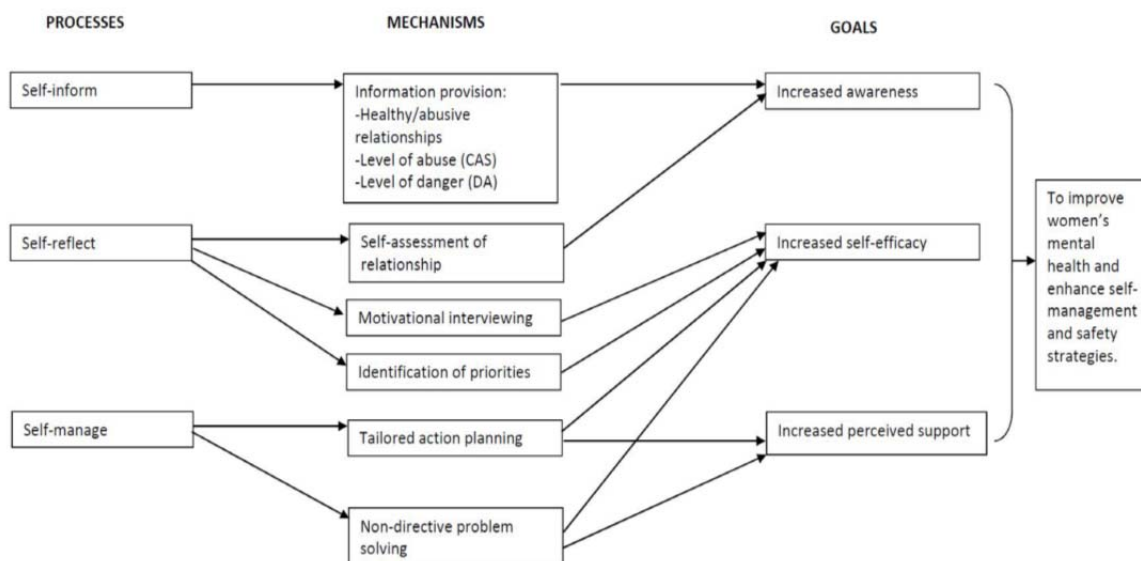 PROCESSES
MECHANISMS
GOALS
Self-inform
Information provision:
-Healthy/abusive
relationships
-Level of abuse (CAS)
-Level of danger (DA)
Increased awareness
Self-reflect
Self-assessment of
relationship
Increased self-efficacy
Motivational interviewing
Identification of priorities
Self-manage
Tailored action planning
Increased perceived support
Non-directive problem
solving
To improve
women's
mental
health and
enhance self-
management
and safety
strategies.